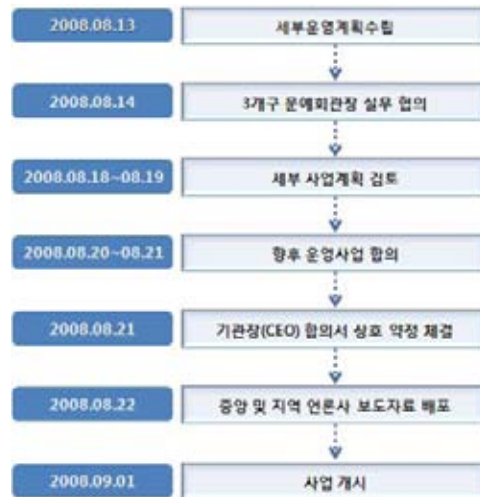 2008.08.13 세부운영계획수립
2008.08.14 3개구 문예회관장 실무 협의
2008.08.18~08.19 세부 사업계획 검토
2008.08.20~08.21 향후 운영사업 합의
2008.08.21 기관장(CEO) 합의서 상호 약정 체결
2008.08.22 중앙 및 지역 언론사 보도자료 배포
2008.09.01 사업 개시